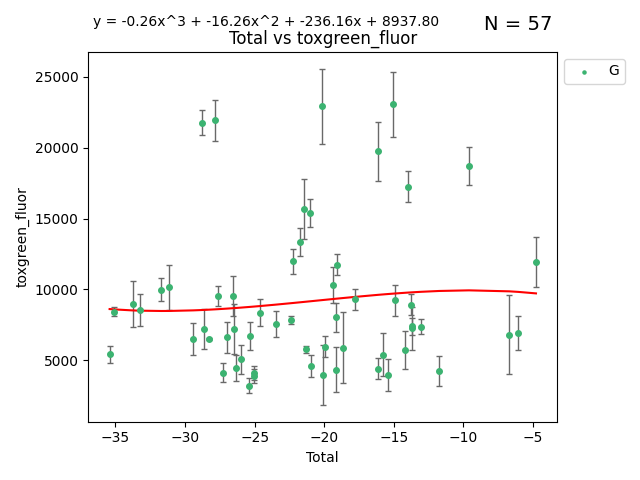 y = -0.26x^3 + -16.26x^2 + -236.16x + 8937.80
N = 57
Total vs toxgreen_fluor
G
toxgreen_fluor
25000
20000
15000
10000
5000
−35 −30 −25 −20 −15 −10 −5
Total